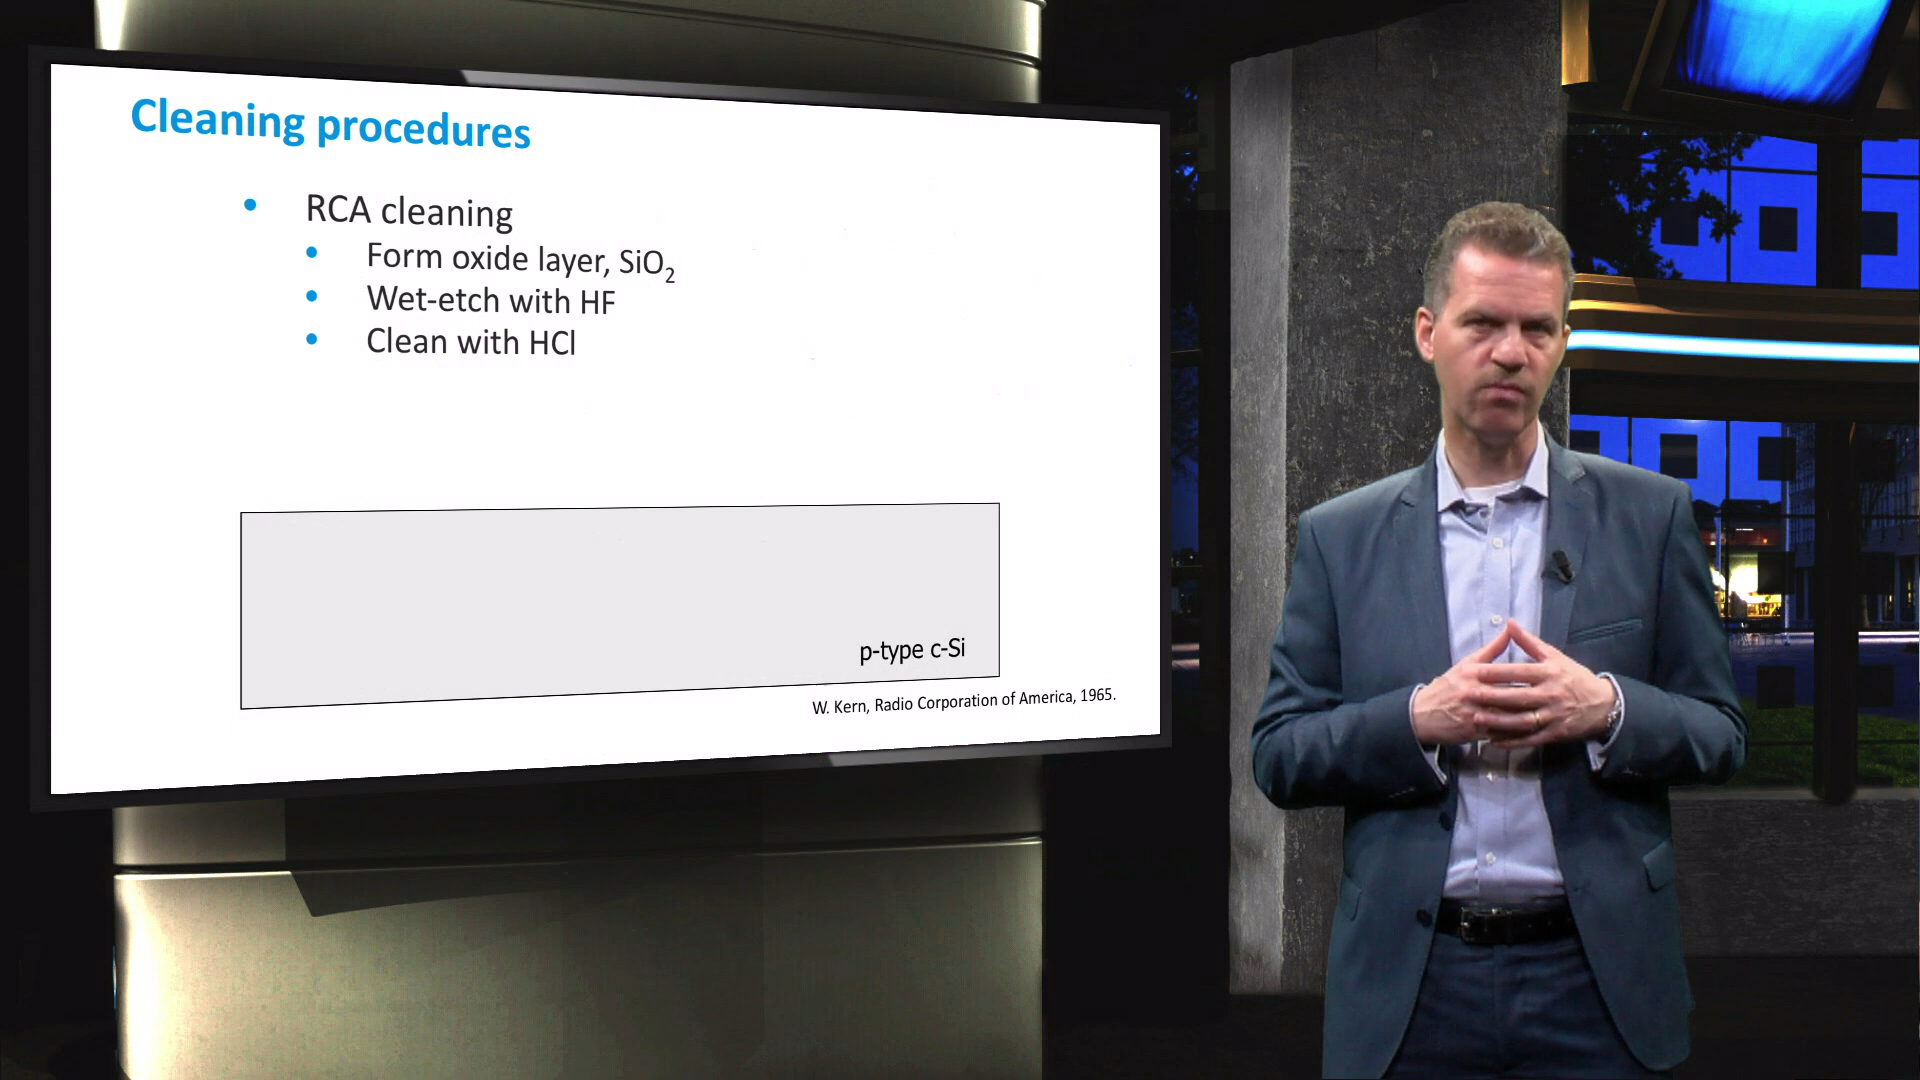 Cleaning procedures
• RCA cleaning
• Form oxide layer, SiO₂
• Wet-etch with HF
• Clean with HCl
p-type c-Si
W. Kern, Radio Corporation of America, 1965.